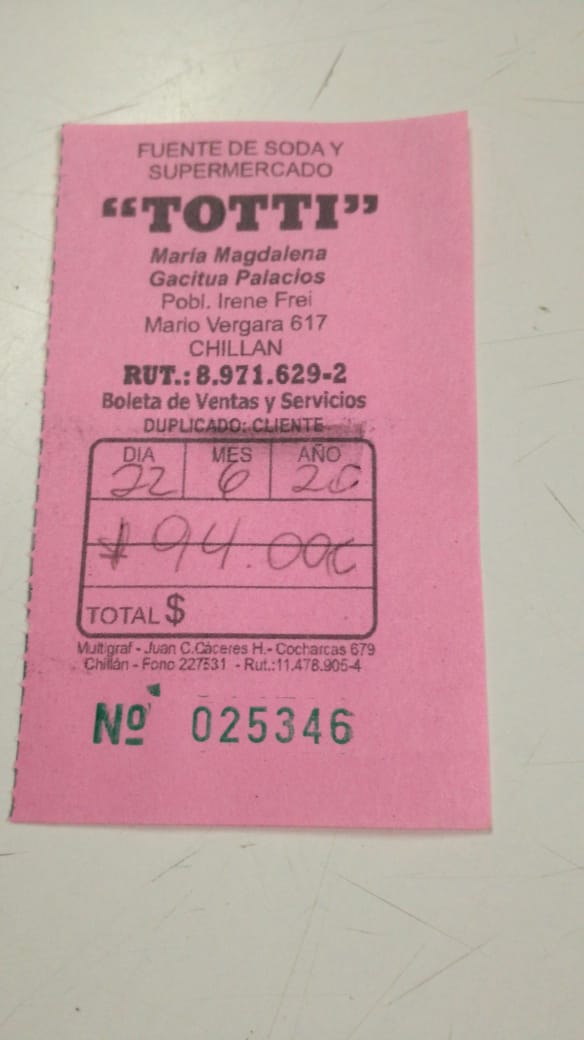 FUENTE DE SODA Y
SUPERMERCADO
“TOTTI”
María Magdalena
Gacitua Palacios
Pobl. Irene Frei
Mario Vergara 617
CHILLAN
RUT.: 8.971.629-2
Boleta de Ventas y Servicios
DUPLICADO: CLIENTE
DIA MES AÑO
22 6 20
$94.000
TOTAL $
Multigraf - Juan C.Cáceres H.- Cocharcas 679
Chillán - Fono 227531 - Rut.:11.478.905-4
Nº 025346